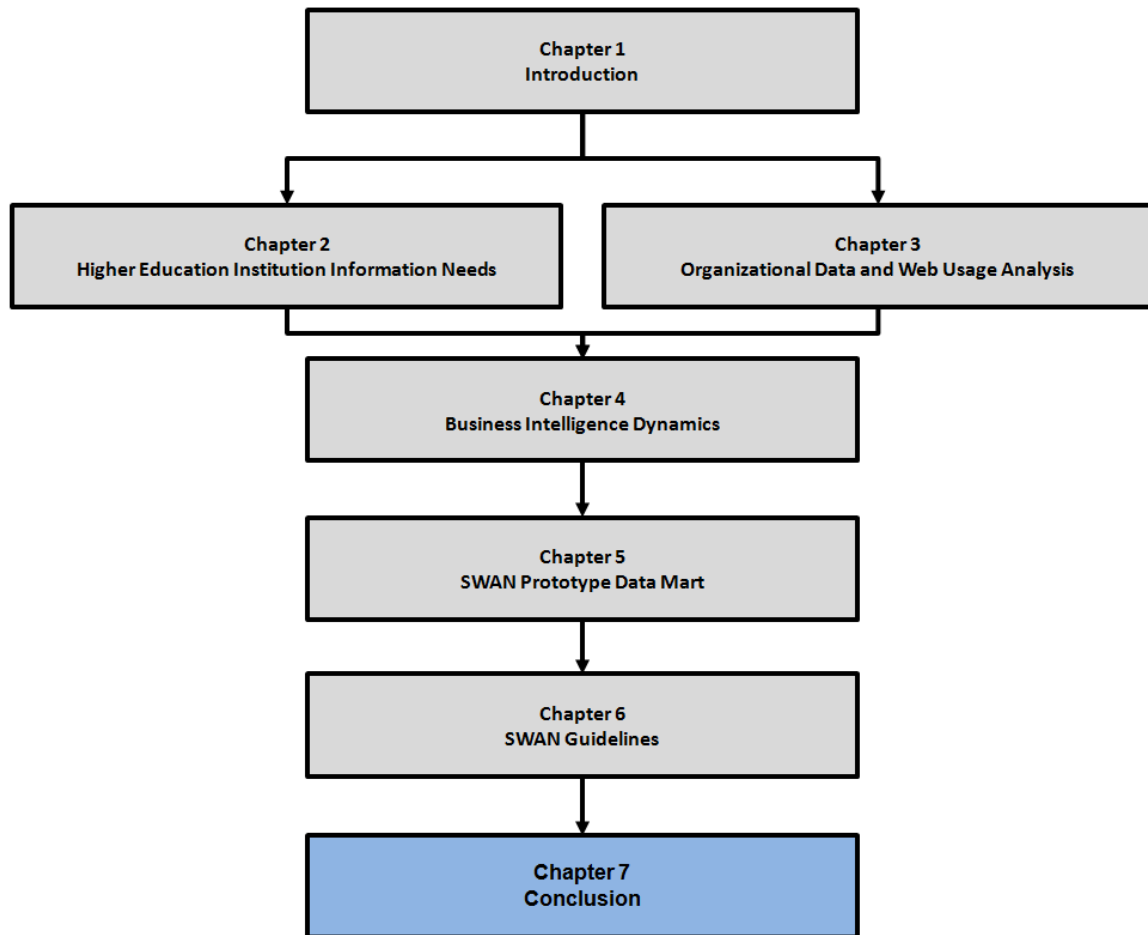 Chapter 1
Introduction
Chapter 2
Higher Education Institution Information Needs
Chapter 3
Organizational Data and Web Usage Analysis
Chapter 4
Business Intelligence Dynamics
Chapter 5
SWAN Prototype Data Mart
Chapter 6
SWAN Guidelines
Chapter 7
Conclusion